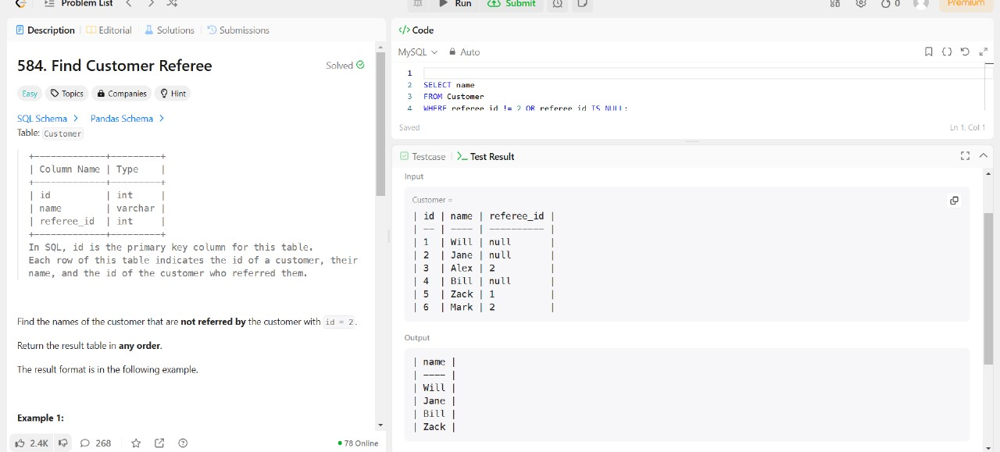 Problem List
Run
Submit
0
Premium
Description
Editorial
Solutions
Submissions
584. Find Customer Referee
Solved
Easy
Topics
Companies
Hint
SQL Schema >
Pandas Schema >
Table: Customer
+-------------+---------+
| Column Name | Type    |
+-------------+---------+
| id          | int     |
| name        | varchar |
| referee_id  | int     |
+-------------+---------+
In SQL, id is the primary key column for this table.
Each row of this table indicates the id of a customer, their
name, and the id of the customer who referred them.
Find the names of the customer that are not referred by the customer with id = 2.
Return the result table in any order.
The result format is in the following example.
Example 1:
2.4K
268
78 Online
</> Code
MySQL
Auto
1
2 SELECT name
3 FROM Customer
4 WHERE referee_id != 2 OR referee_id IS NULL;
Saved
Ln 1, Col 1
Testcase
>_ Test Result
Input
Customer =
| id | name | referee_id |
| -- | ---- | ---------- |
| 1  | Will | null       |
| 2  | Jane | null       |
| 3  | Alex | 2          |
| 4  | Bill | null       |
| 5  | Zack | 1          |
| 6  | Mark | 2          |
Output
| name |
| ---- |
| Will |
| Jane |
| Bill |
| Zack |